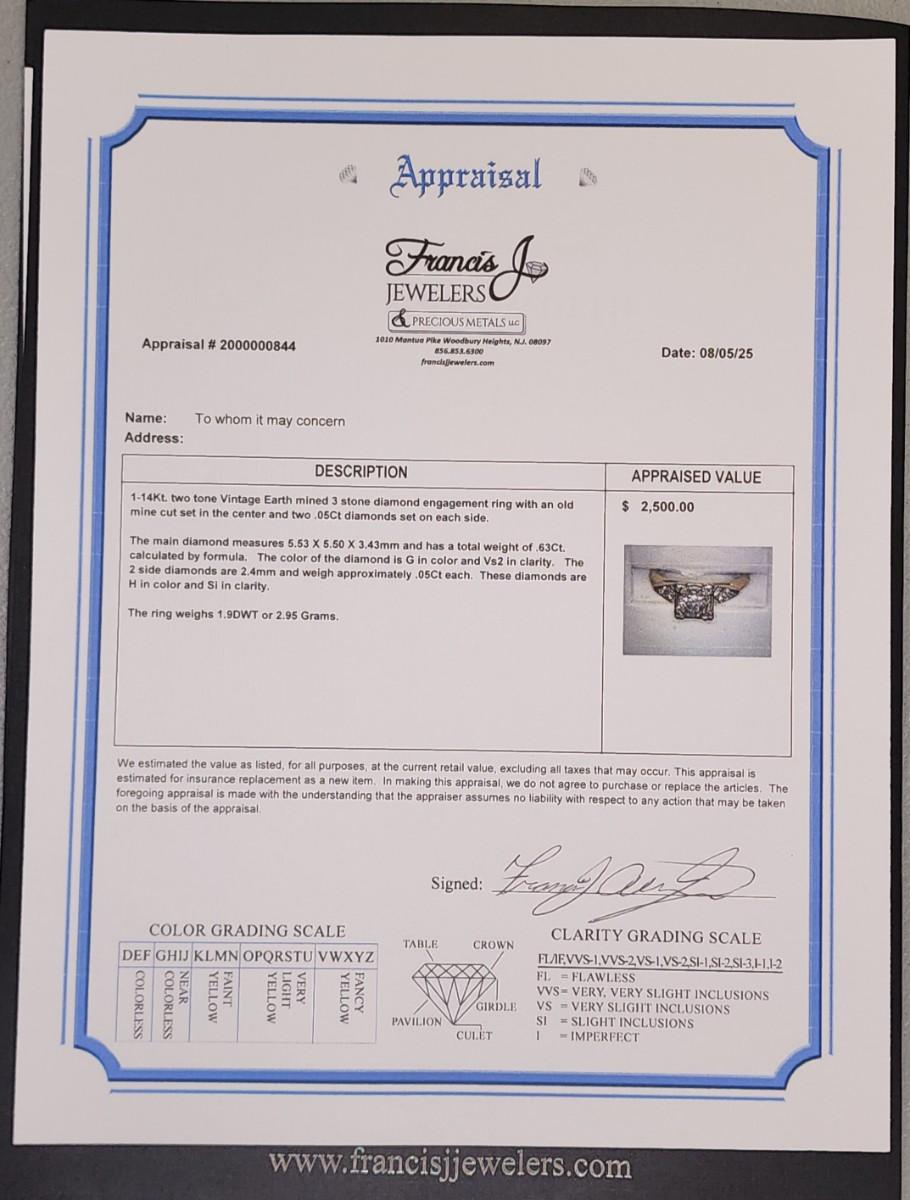 Appraisal
Francis J
JEWELERS
& PRECIOUS METALS LLC
1010 Mantua Pike Woodbury Heights, N.J. 08097
856.853.6300
francisjjewelers.com
Appraisal # 2000000844
Date: 08/05/25
Name: To whom it may concern
Address:
DESCRIPTION
APPRAISED VALUE
1-14Kt. two tone Vintage Earth mined 3 stone diamond engagement ring with an old
mine cut set in the center and two .05Ct diamonds set on each side.
$ 2,500.00
The main diamond measures 5.53 X 5.50 X 3.43mm and has a total weight of .63Ct.
calculated by formula. The color of the diamond is G in color and Vs2 in clarity. The
2 side diamonds are 2.4mm and weigh approximately .05Ct each. These diamonds are
H in color and Si in clarity.
The ring weighs 1.9DWT or 2.95 Grams.
We estimated the value as listed, for all purposes, at the current retail value, excluding all taxes that may occur. This appraisal is
estimated for insurance replacement as a new item. In making this appraisal, we do not agree to purchase or replace the articles. The
foregoing appraisal is made with the understanding that the appraiser assumes no liability with respect to any action that may be taken
on the basis of the appraisal.
Signed:
COLOR GRADING SCALE
DEF GHIJ KLMN OPQRSTU VWXYZ
COLORLESS
NEAR
COLORLESS
FAINT
YELLOW
VERY
LIGHT
YELLOW
FANCY
YELLOW
TABLE CROWN
GIRDLE
PAVILION
CULET
CLARITY GRADING SCALE
FL/IF,VVS-1,VVS-2,VS-1,VS-2,SI-1,SI-2,SI-3,I-1,I-2
FL = FLAWLESS
VVS= VERY, VERY SLIGHT INCLUSIONS
VS = VERY SLIGHT INCLUSIONS
SI = SLIGHT INCLUSIONS
I = IMPERFECT
www.francisjjewelers.com